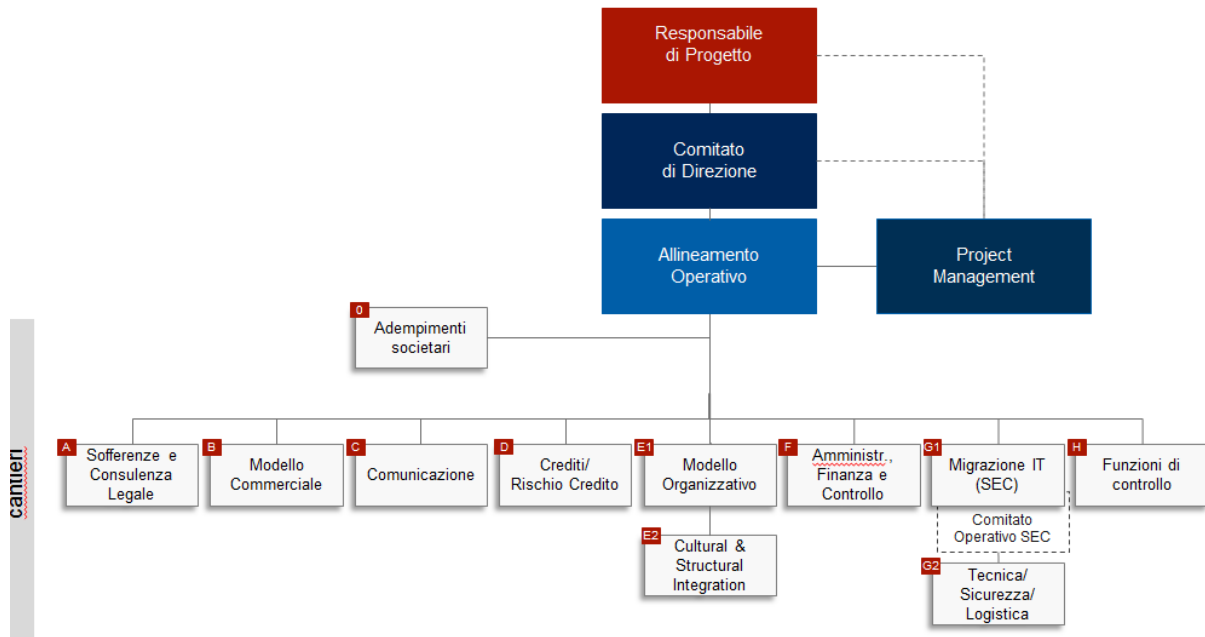 Responsabile
di Progetto
Comitato
di Direzione
Allineamento
Operativo
Project
Management
0
Adempimenti
societari
cantieri
A
Sofferenze e
Consulenza
Legale
B
Modello
Commerciale
C
Comunicazione
D
Crediti/
Rischio Credito
E1
Modello
Organizzativo
F
Amministr.,
Finanza e
Controllo
G1
Migrazione IT
(SEC)
H
Funzioni di
controllo
Comitato
Operativo SEC
E2
Cultural &
Structural
Integration
G2
Tecnica/
Sicurezza/
Logistica